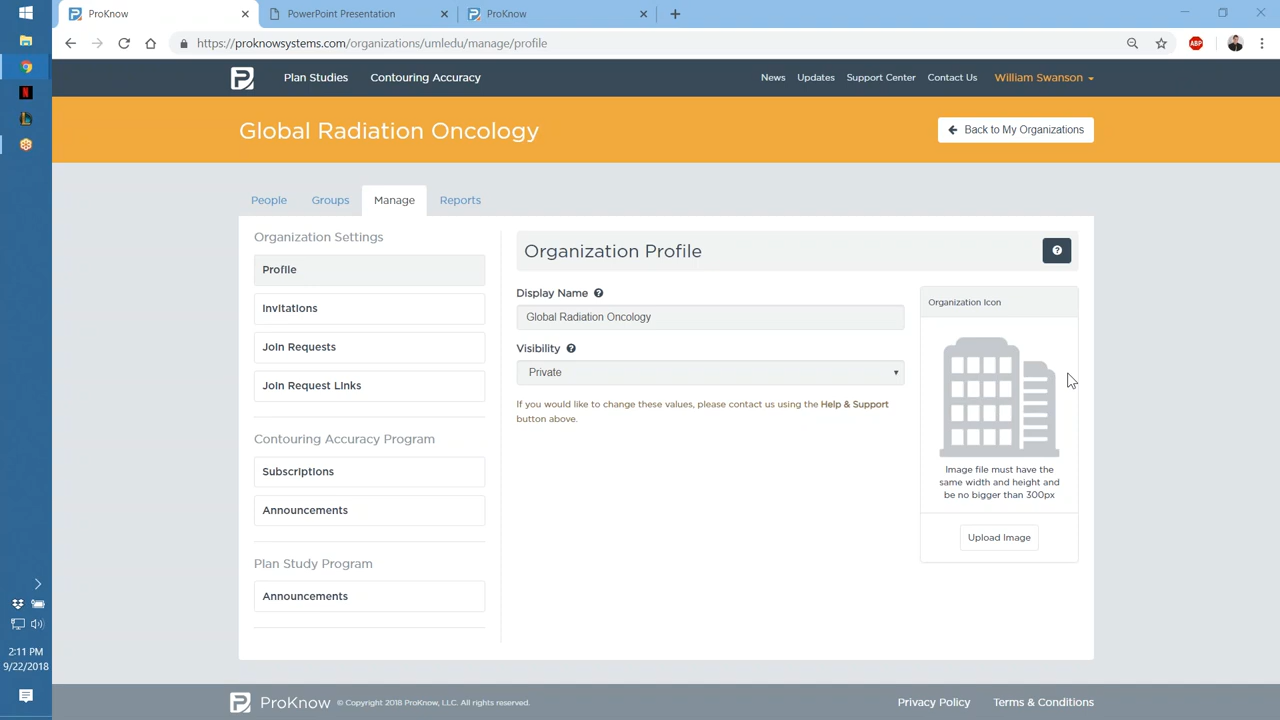 ProKnow
PowerPoint Presentation
ProKnow
https://proknowsystems.com/organizations/umledu/manage/profile
ABP
Plan Studies
Contouring Accuracy
News
Updates
Support Center
Contact Us
William Swanson
Global Radiation Oncology
Back to My Organizations
People
Groups
Manage
Reports
Organization Settings
Profile
Invitations
Join Requests
Join Request Links
Contouring Accuracy Program
Subscriptions
Announcements
Plan Study Program
Announcements
Organization Profile
Display Name
Global Radiation Oncology
Visibility
Private
If you would like to change these values, please contact us using the Help & Support
button above.
Organization Icon
Image file must have the
same width and height and
be no bigger than 300px
Upload Image
2:11 PM
9/22/2018
ProKnow
© Copyright 2018 ProKnow, LLC. All rights reserved.
Privacy Policy
Terms & Conditions